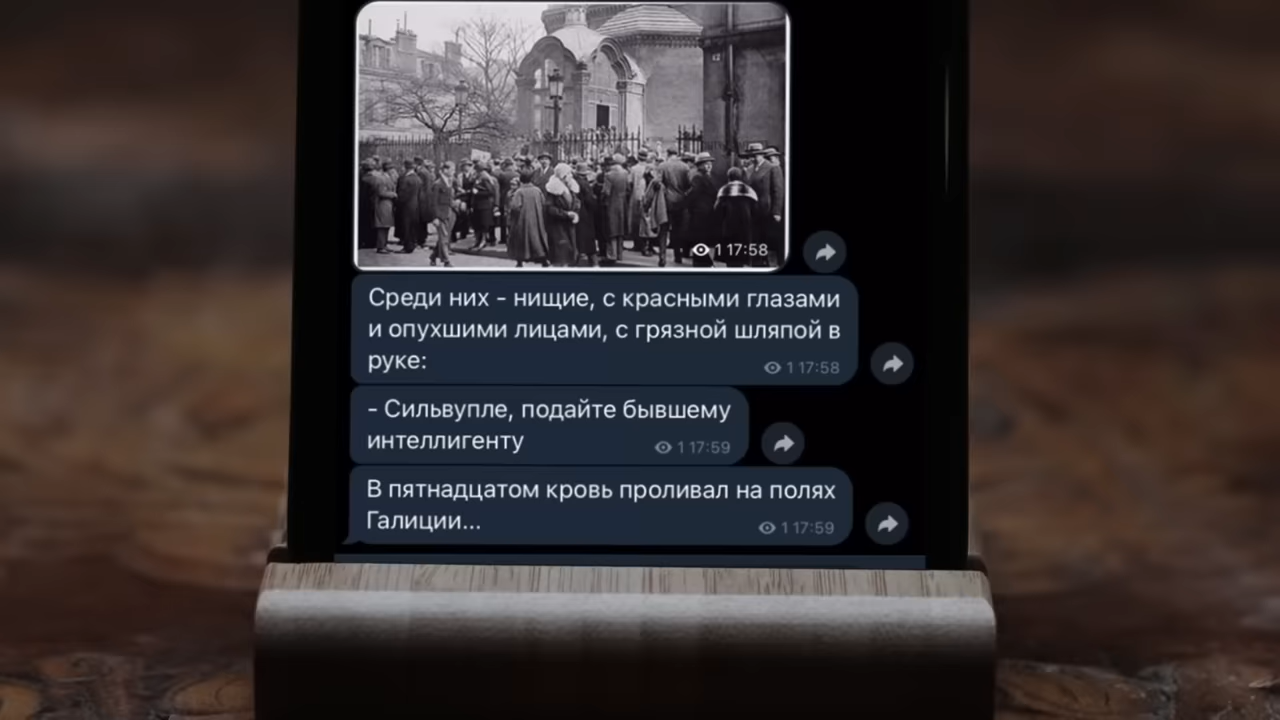 1 17:58
Среди них - нищие, с красными глазами
и опухшими лицами, с грязной шляпой в
руке:
1 17:58
- Сильвупле, подайте бывшему
интеллигенту
1 17:59
В пятнадцатом кровь проливал на полях
Галиции...
1 17:59